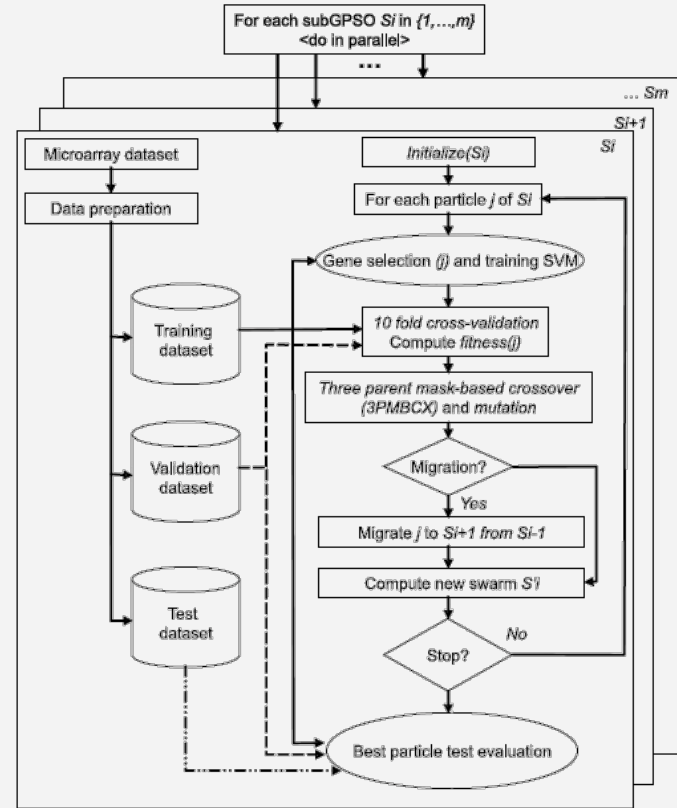 For each subGPSO Si in {1,...,m}
<do in parallel>
...
... Sm
Si+1
Si
Microarray dataset
Data preparation
Training
dataset
Validation
dataset
Test
dataset
Initialize(Si)
For each particle j of Si
Gene selection (j) and training SVM
10 fold cross-validation
Compute fitness(j)
Three parent mask-based crossover
(3PMBCX) and mutation
Migration?
Yes
Migrate j to Si+1 from Si-1
Compute new swarm S'i
No
Stop?
Best particle test evaluation